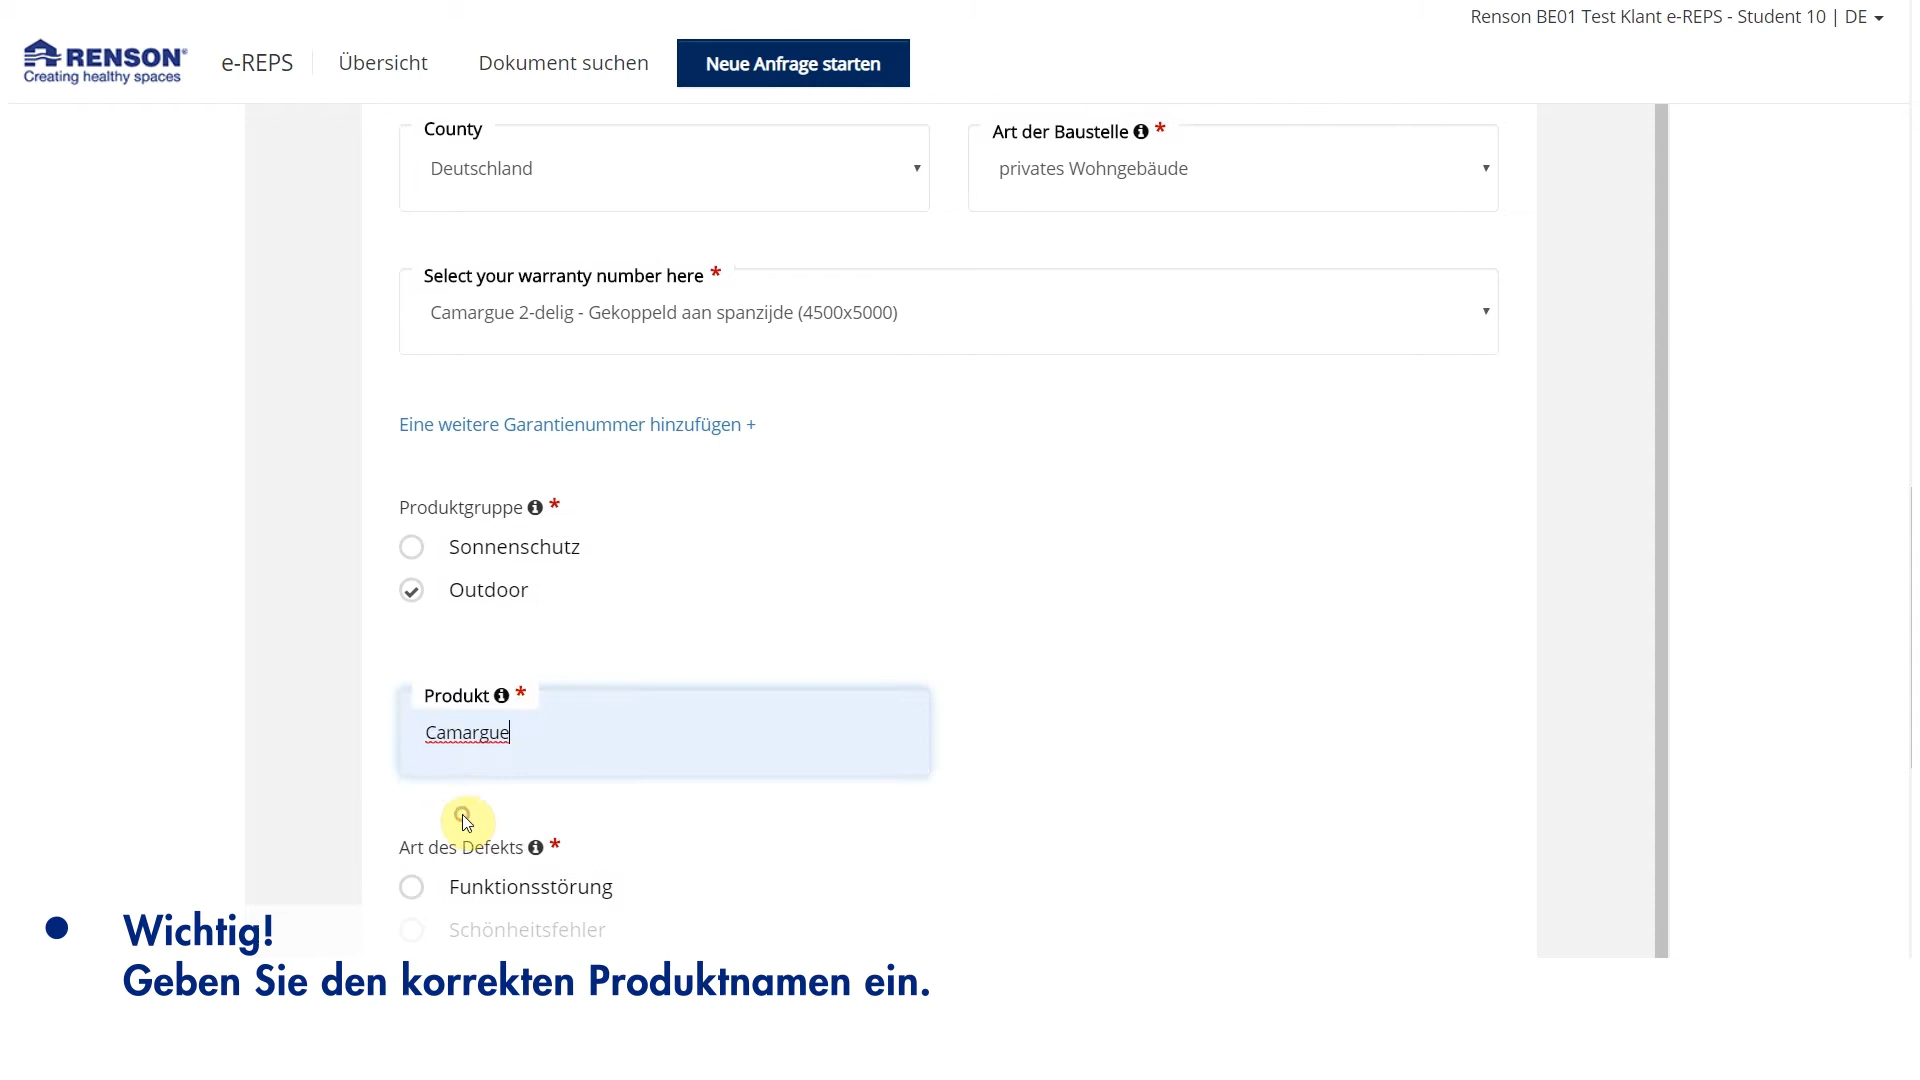 Renson BE01 Test Klant e-REPS - Student 10 | DE
RENSON®
Creating healthy spaces
e-REPS
Übersicht
Dokument suchen
Neue Anfrage starten
County
Deutschland
Art der Baustelle *
privates Wohngebäude
Select your warranty number here *
Camargue 2-delig - Gekoppeld aan spanzijde (4500x5000)
Eine weitere Garantienummer hinzufügen +
Produktgruppe *
Sonnenschutz
Outdoor
Produkt *
Camargue
Art des Defekts *
Funktionsstörung
Schönheitsfehler
• Wichtig!
Geben Sie den korrekten Produktnamen ein.